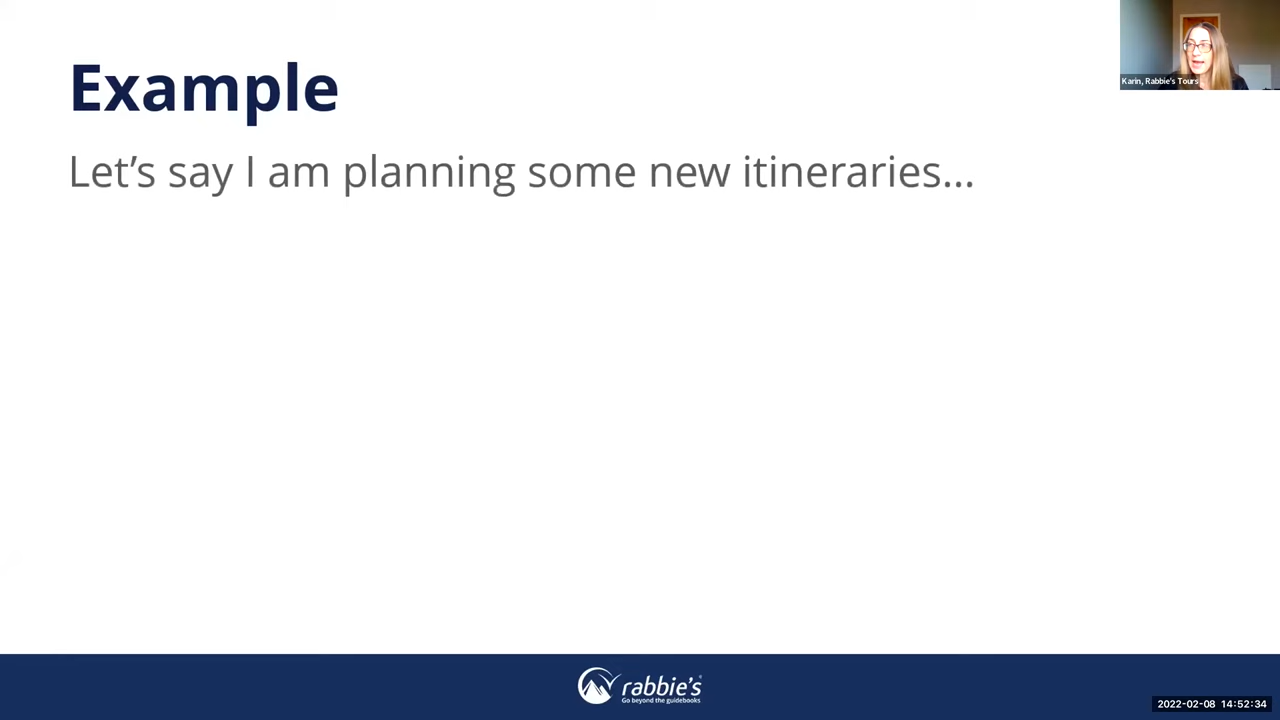 Example
Karin, Rabbie's Tours
Let's say I am planning some new itineraries...
rabbie's
Go beyond the guidebooks
2022-02-08 14:52:34